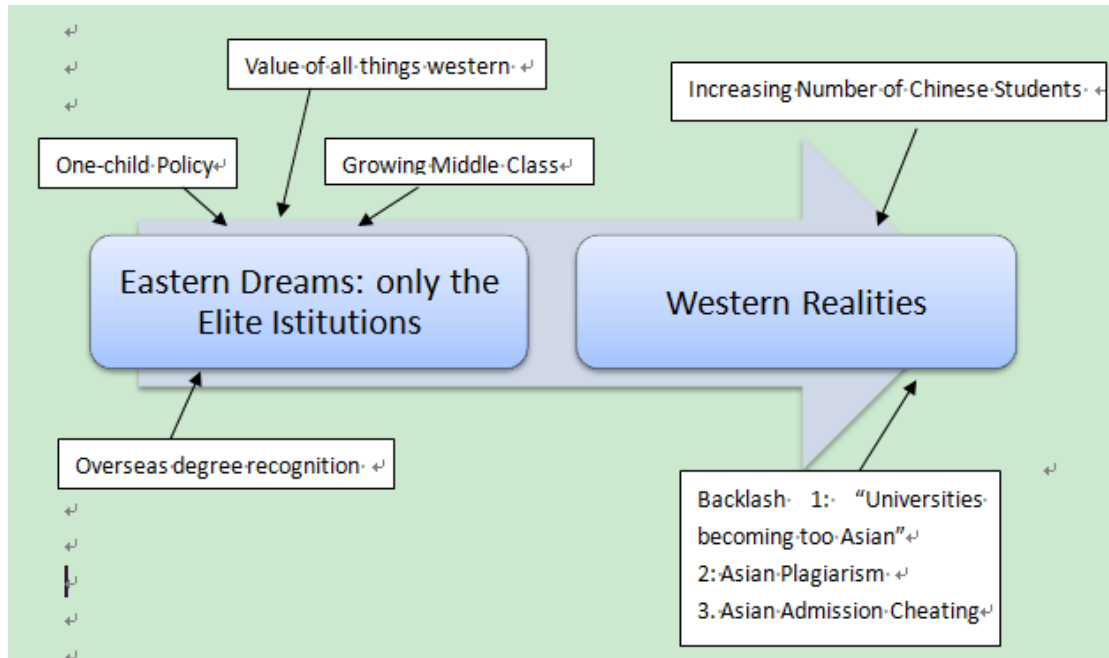 Value of all things western
Increasing Number of Chinese Students
One-child Policy
Growing Middle Class
Eastern Dreams: only the
Elite Istitutions
Western Realities
Overseas degree recognition
Backlash 1: “Universities
becoming too Asian”
2: Asian Plagiarism
3. Asian Admission Cheating